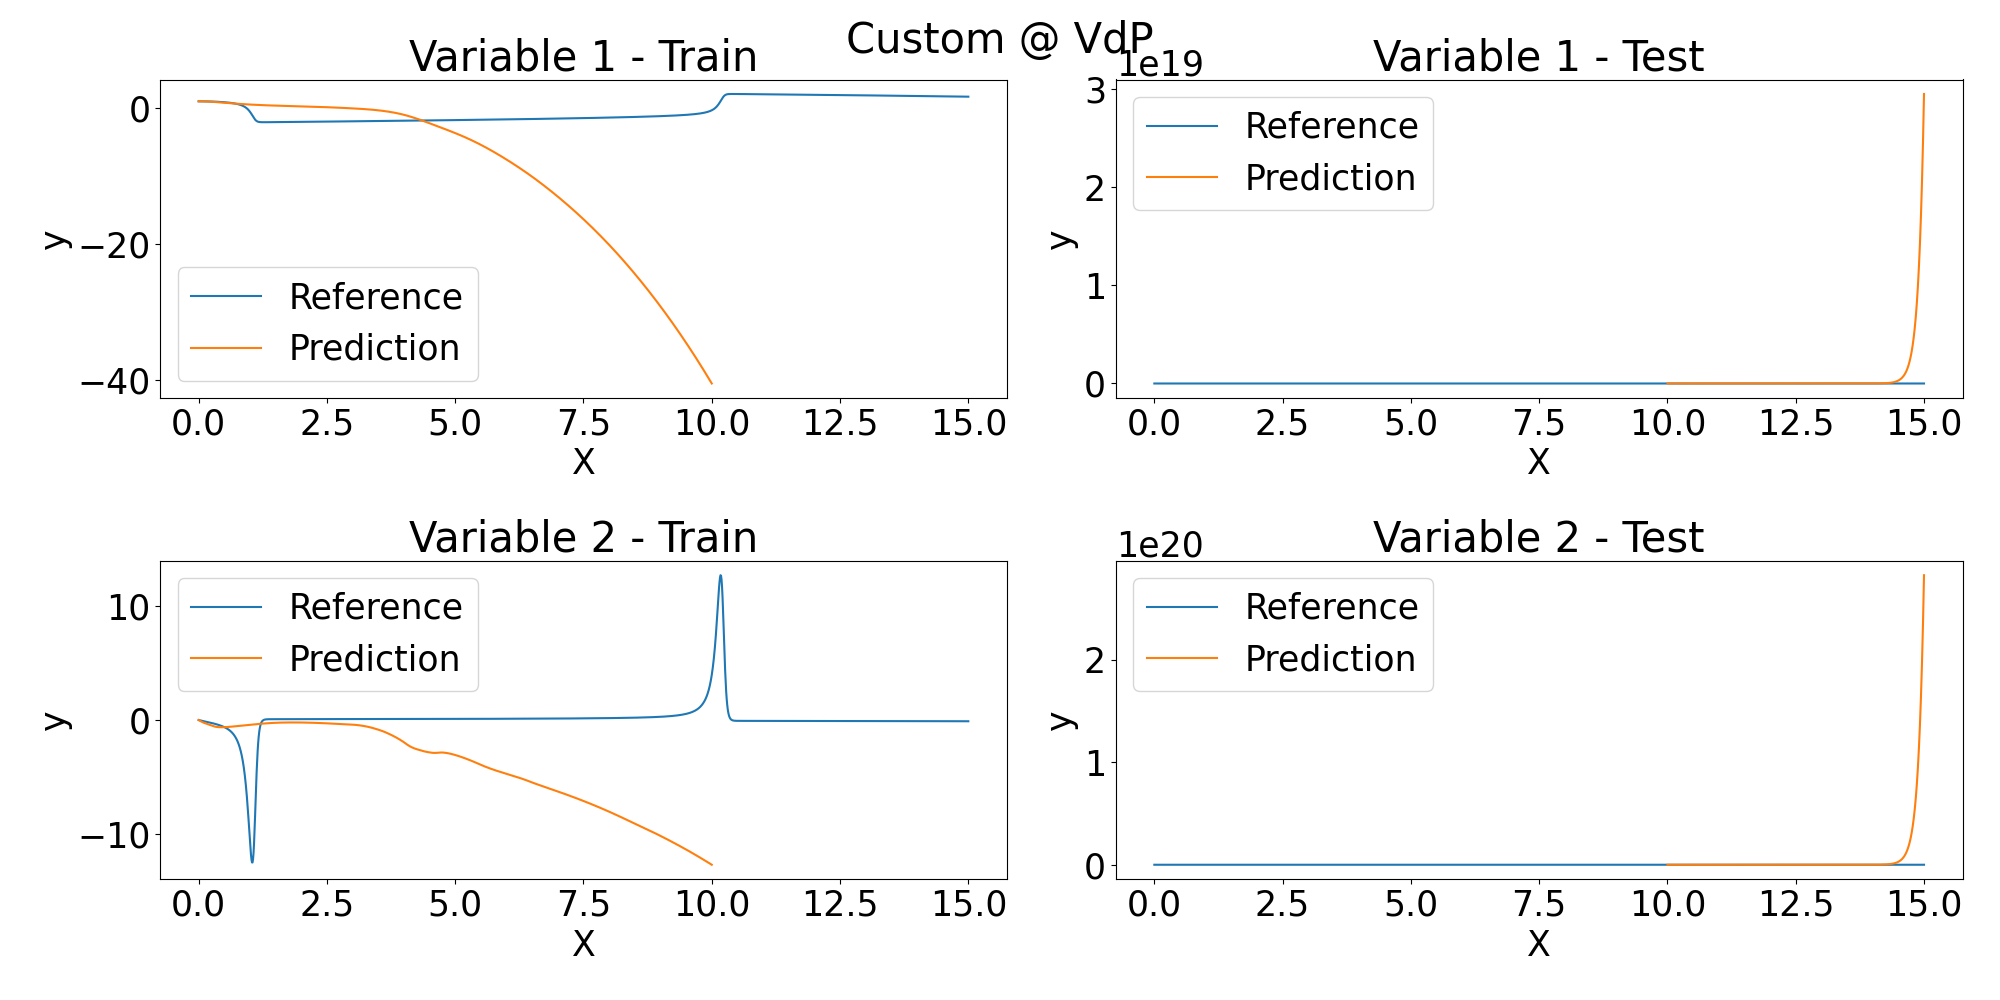 Custom @ VdP
Variable 1 - Train
0
−20
−40
y
Reference
Prediction
0.0 2.5 5.0 7.5 10.0 12.5 15.0
X
Variable 1 - Test
1e19
3
2
1
0
y
Reference
Prediction
0.0 2.5 5.0 7.5 10.0 12.5 15.0
X
Variable 2 - Train
10
0
−10
y
Reference
Prediction
0.0 2.5 5.0 7.5 10.0 12.5 15.0
X
Variable 2 - Test
1e20
2
1
0
y
Reference
Prediction
0.0 2.5 5.0 7.5 10.0 12.5 15.0
X